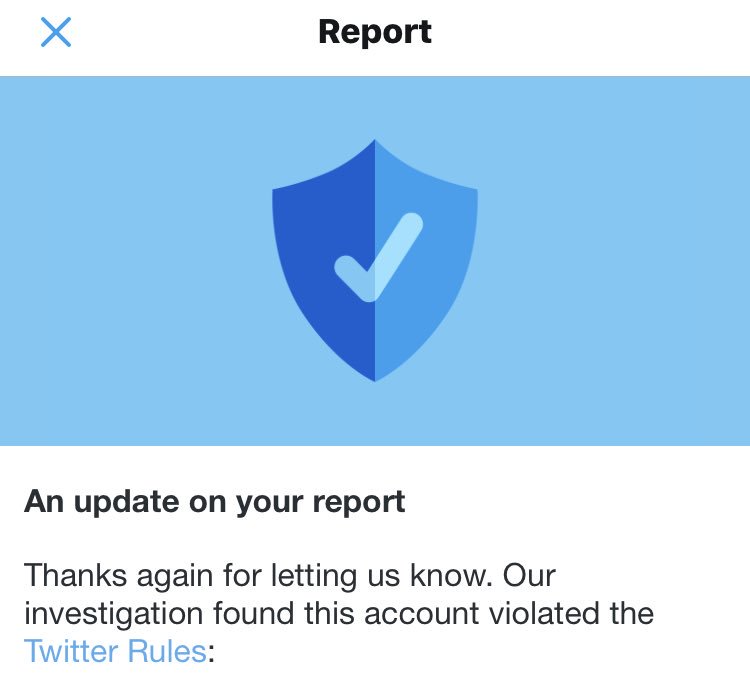 Report
An update on your report
Thanks again for letting us know. Our
investigation found this account violated the
Twitter Rules: